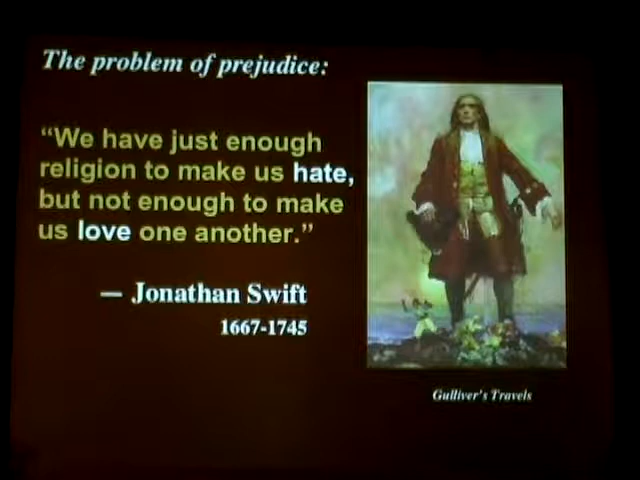 The problem of prejudice:
“We have just enough
religion to make us hate,
but not enough to make
us love one another.”
— Jonathan Swift
1667-1745
Gulliver's Travels